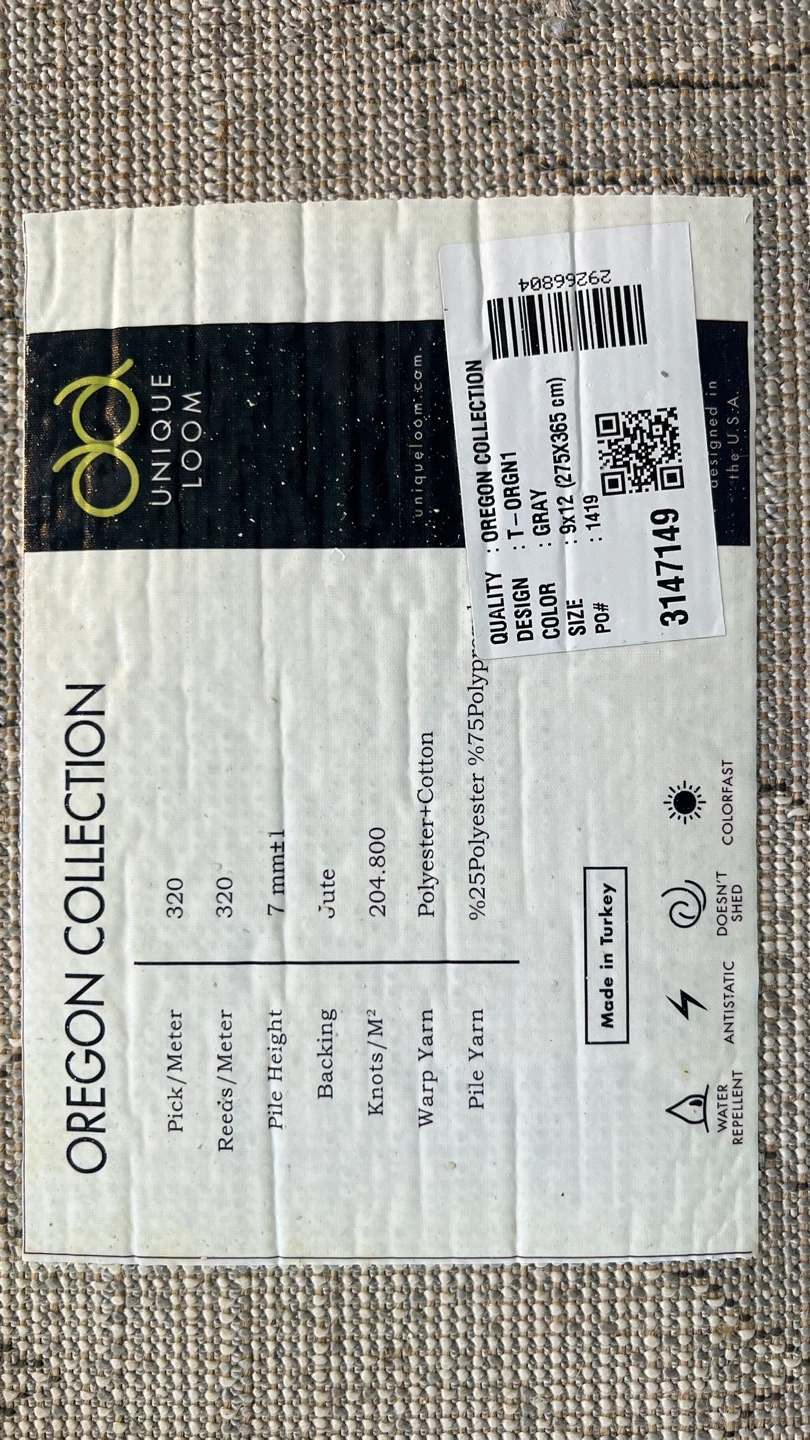 OREGON COLLECTION
Pick/Meter 320
Reeds/Meter 320
Pile Height 7 mm±1
Backing Jute
Knots/M² 204.800
Warp Yarn Polyester+Cotton
Pile Yarn %25Polyester %75Polypr
Made in Turkey
WATER REPELLENT
ANTISTATIC
DOESN'T SHED
COLORFAST
UNIQUE
LOOM
uniqueloom.com
designed in
the U.S.A.
QUALITY : OREGON COLLECTION
DESIGN : T-ORGN1
COLOR : GRAY
SIZE : 9x12 (275X365 cm)
PO# : 1419
3147149
29266804